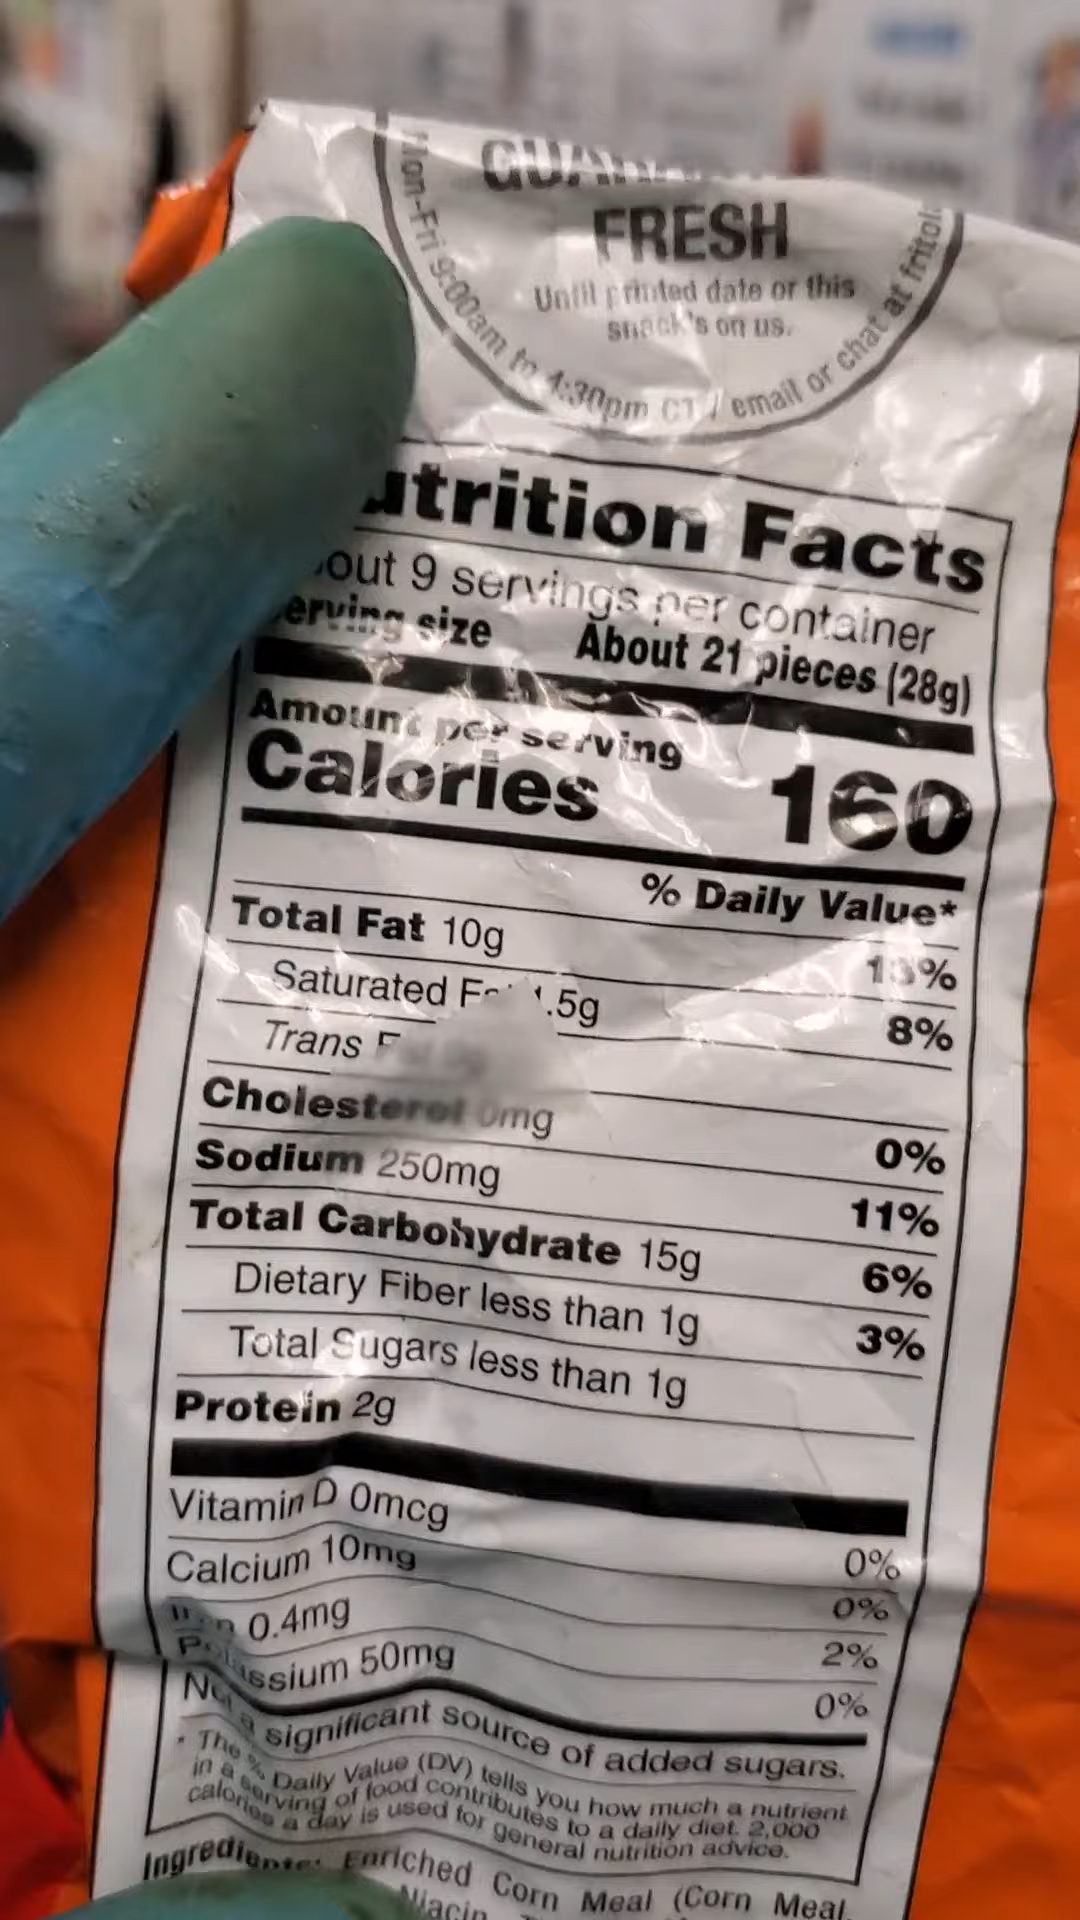 FRESH
Until printed date or this
snack's on us.
Mon-Fri 9:00am to 4:30pm CT / email or chat at fritol
utrition Facts
out 9 servings per container
erving size About 21 pieces (28g)
Amount per serving
Calories 160
% Daily Value*
Total Fat 10g 13%
Saturated Fat 1.5g 8%
Trans
Cholesterol 0mg 0%
Sodium 250mg 11%
Total Carbohydrate 15g 6%
Dietary Fiber less than 1g 3%
Total Sugars less than 1g
Protein 2g
Vitamin D 0mcg 0%
Calcium 10mg 0%
Iron 0.4mg 2%
Potassium 50mg 0%
Not a significant source of added sugars.
* The % Daily Value (DV) tells you how much a nutrient
in a serving of food contributes to a daily diet. 2,000
calories a day is used for general nutrition advice.
Ingredients: Enriched Corn Meal (Corn Meal,
Niacin